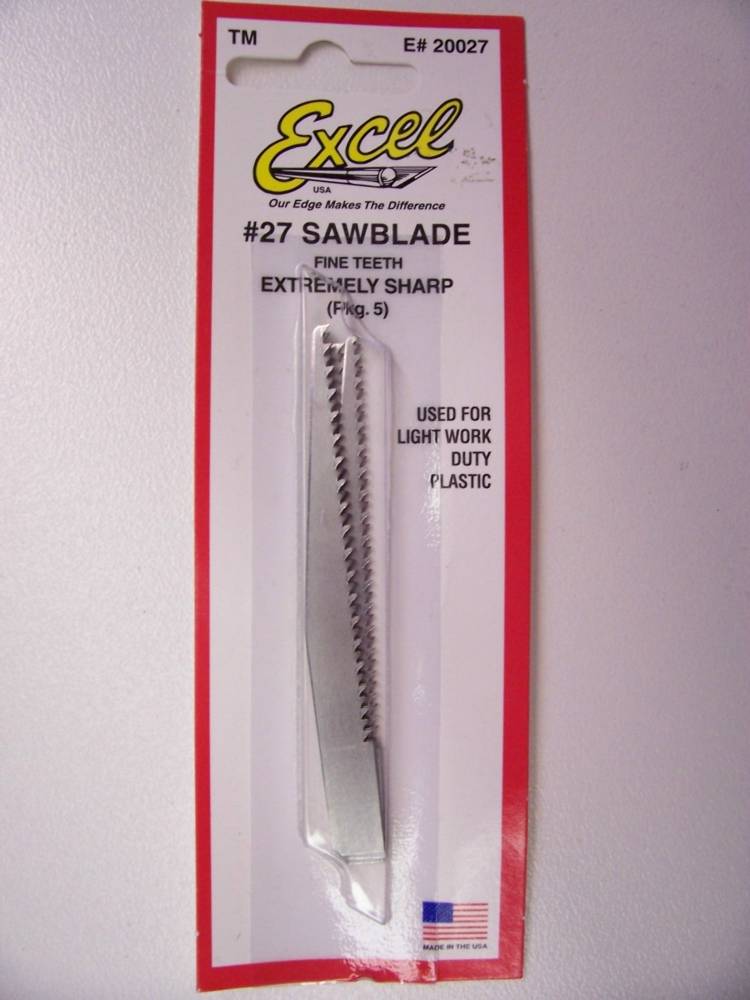 TM
E# 20027
Excel
USA
Our Edge Makes The Difference
#27 SAWBLADE
FINE TEETH
EXTREMELY SHARP
(Pkg. 5)
USED FOR
LIGHT WORK
DUTY
PLASTIC
MADE IN THE USA